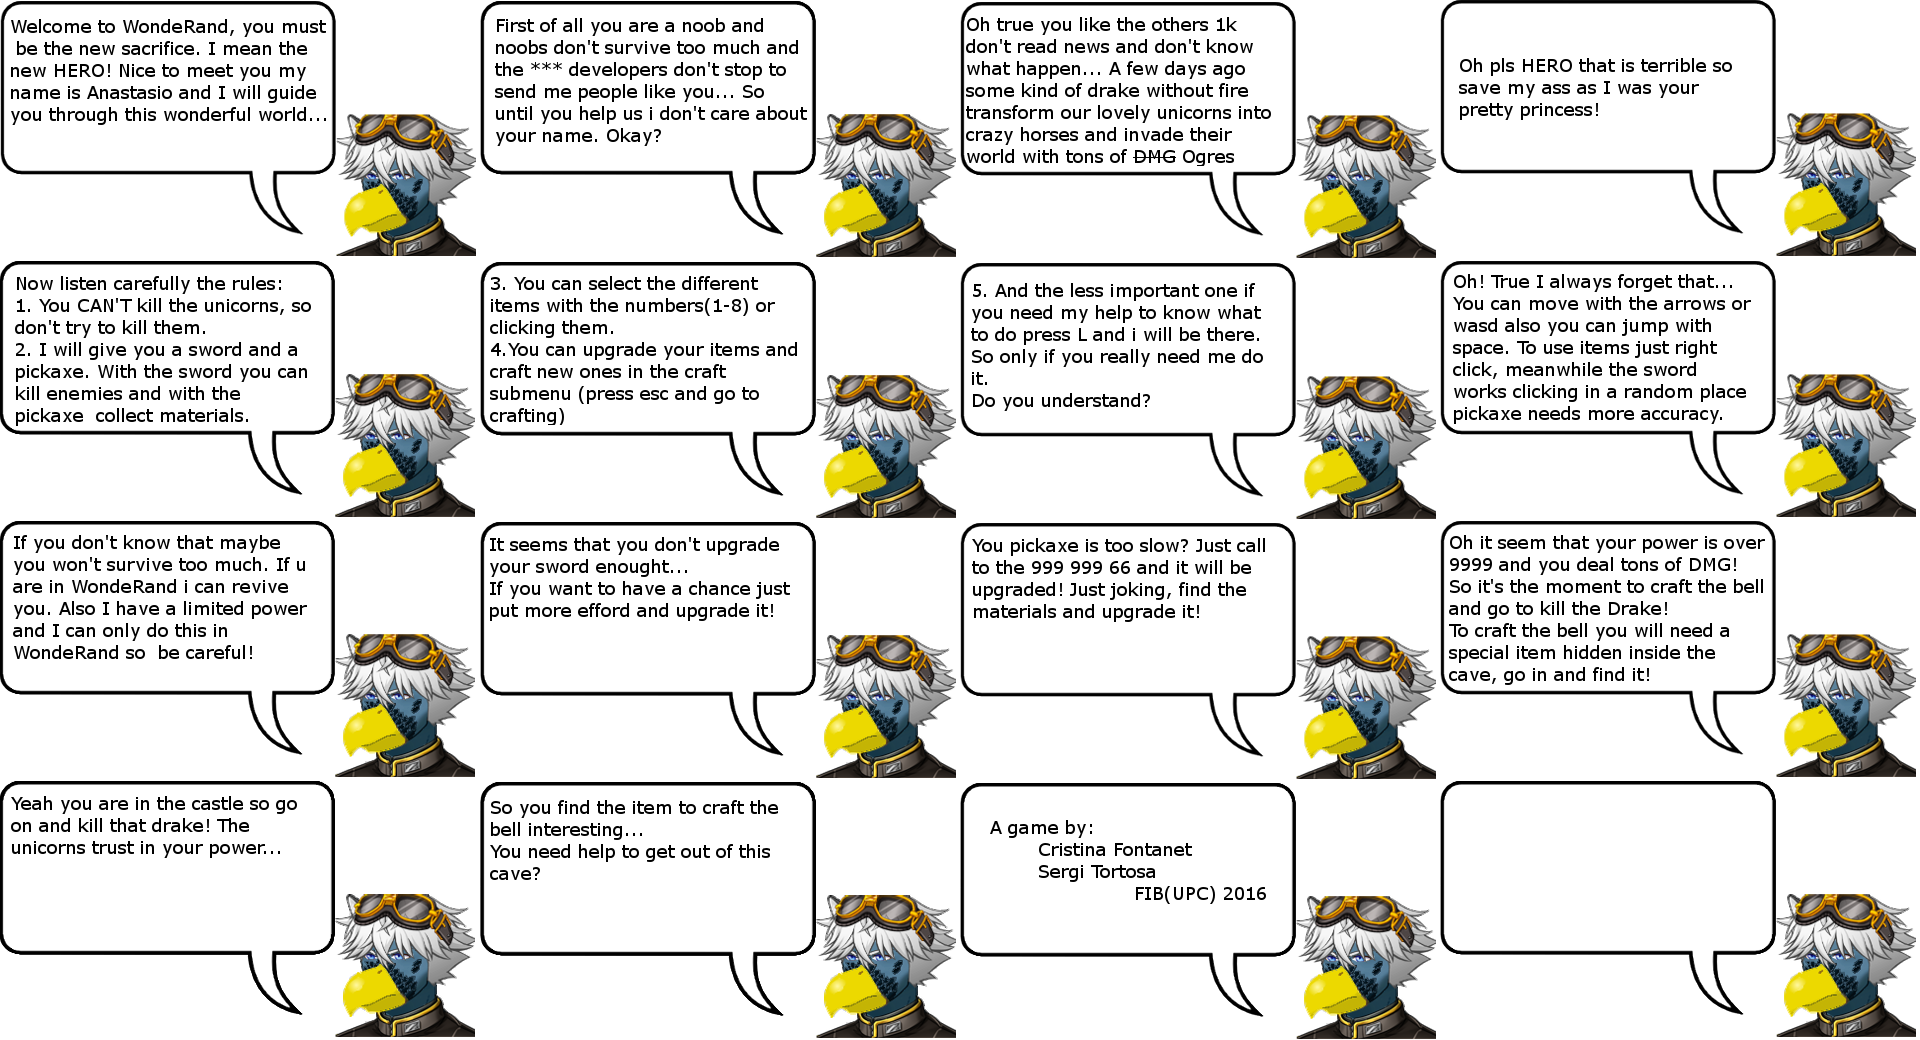 Welcome to WondeRand, you must
be the new sacrifice. I mean the
new HERO! Nice to meet you my
name is Anastasio and I will guide
you through this wonderful world...
First of all you are a noob and
noobs don't survive too much and
the *** developers don't stop to
send me people like you... So
until you help us i don't care about
your name. Okay?
Oh true you like the others 1k
don't read news and don't know
what happen... A few days ago
some kind of drake without fire
transform our lovely unicorns into
crazy horses and invade their
world with tons of DMG Ogres
Oh pls HERO that is terrible so
save my ass as I was your
pretty princess!
Now listen carefully the rules:
1. You CAN'T kill the unicorns, so
don't try to kill them.
2. I will give you a sword and a
pickaxe. With the sword you can
kill enemies and with the
pickaxe  collect materials.
3. You can select the different
items with the numbers(1-8) or
clicking them.
4.You can upgrade your items and
craft new ones in the craft
submenu (press esc and go to
crafting)
5. And the less important one if
you need my help to know what
to do press L and i will be there.
So only if you really need me do
it.
Do you understand?
Oh! True I always forget that...
You can move with the arrows or
wasd also you can jump with
space. To use items just right
click, meanwhile the sword
works clicking in a random place
pickaxe needs more accuracy.
If you don't know that maybe
you won't survive too much. If u
are in WondeRand i can revive
you. Also I have a limited power
and I can only do this in
WondeRand so  be careful!
It seems that you don't upgrade
your sword enought...
If you want to have a chance just
put more efford and upgrade it!
You pickaxe is too slow? Just call
to the 999 999 66 and it will be
upgraded! Just joking, find the
materials and upgrade it!
Oh it seem that your power is over
9999 and you deal tons of DMG!
So it's the moment to craft the bell
and go to kill the Drake!
To craft the bell you will need a
special item hidden inside the
cave, go in and find it!
Yeah you are in the castle so go
on and kill that drake! The
unicorns trust in your power...
So you find the item to craft the
bell interesting...
You need help to get out of this
cave?
A game by:
Cristina Fontanet
Sergi Tortosa
FIB(UPC) 2016